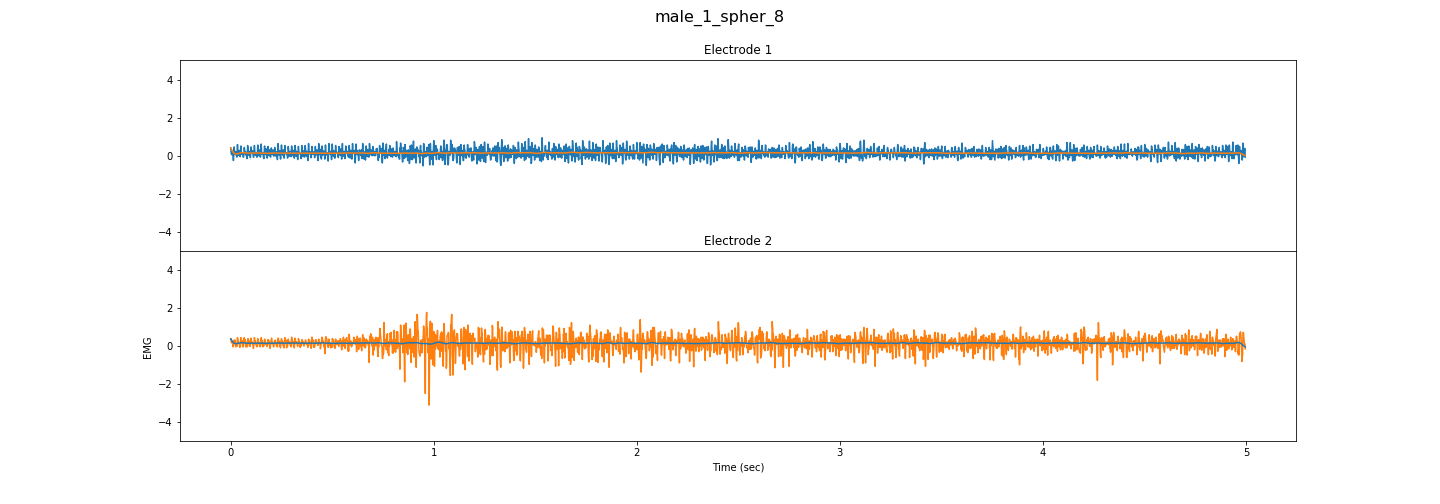 male_1_spher_8
Electrode 1
4
2
0
−2
−4
Electrode 2
4
2
0
−2
−4
EMG
0 1 2 3 4 5
Time (sec)